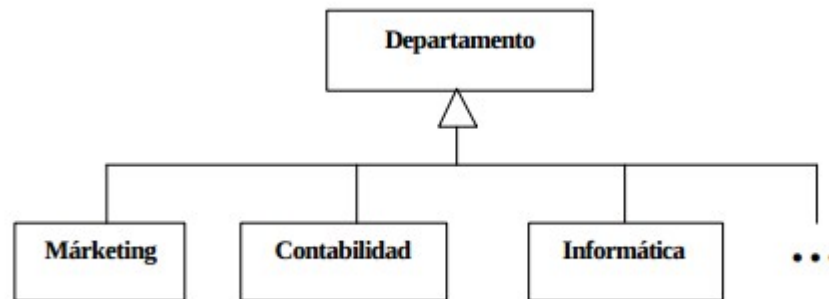 Departamento
Márketing
Contabilidad
Informática
...